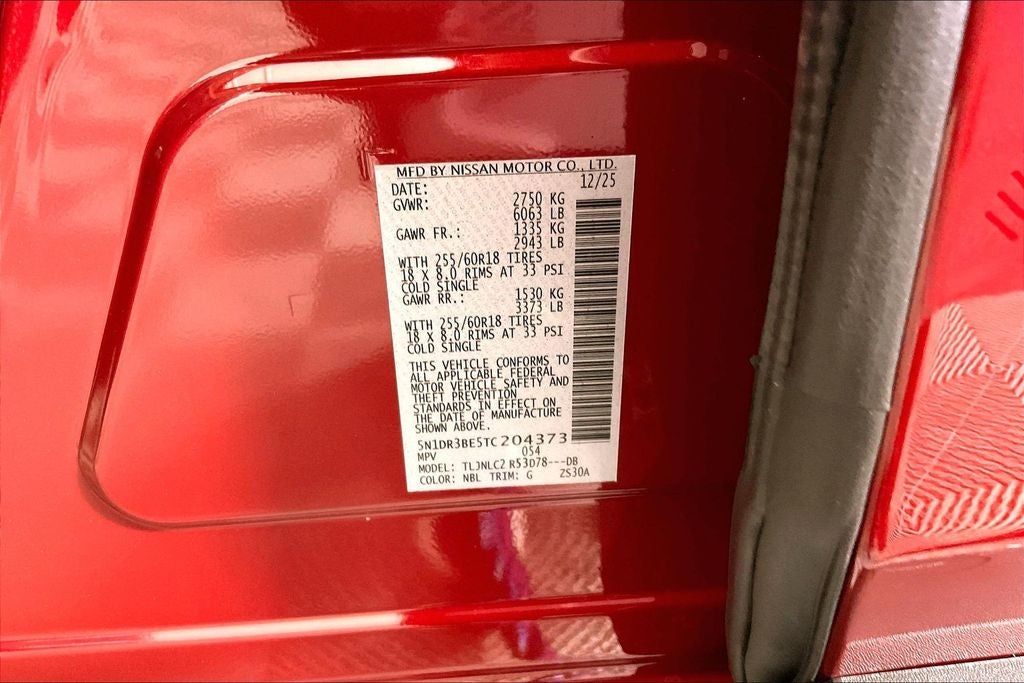 MFD BY NISSAN MOTOR CO., LTD.
DATE: 12/25
GVWR: 2750 KG
6063 LB
GAWR FR.: 1335 KG
2943 LB
WITH 255/60R18 TIRES
18 X 8.0 RIMS AT 33 PSI
COLD SINGLE
GAWR RR.: 1530 KG
3373 LB
WITH 255/60R18 TIRES
18 X 8.0 RIMS AT 33 PSI
COLD SINGLE
THIS VEHICLE CONFORMS TO
ALL APPLICABLE FEDERAL
MOTOR VEHICLE SAFETY AND
THEFT PREVENTION
STANDARDS IN EFFECT ON
THE DATE OF MANUFACTURE
SHOWN ABOVE.
5N1DR3BE5TC204373
MPV 054
MODEL: TLJNLC2 R53D78---DB
COLOR: NBL TRIM: G ZS30A